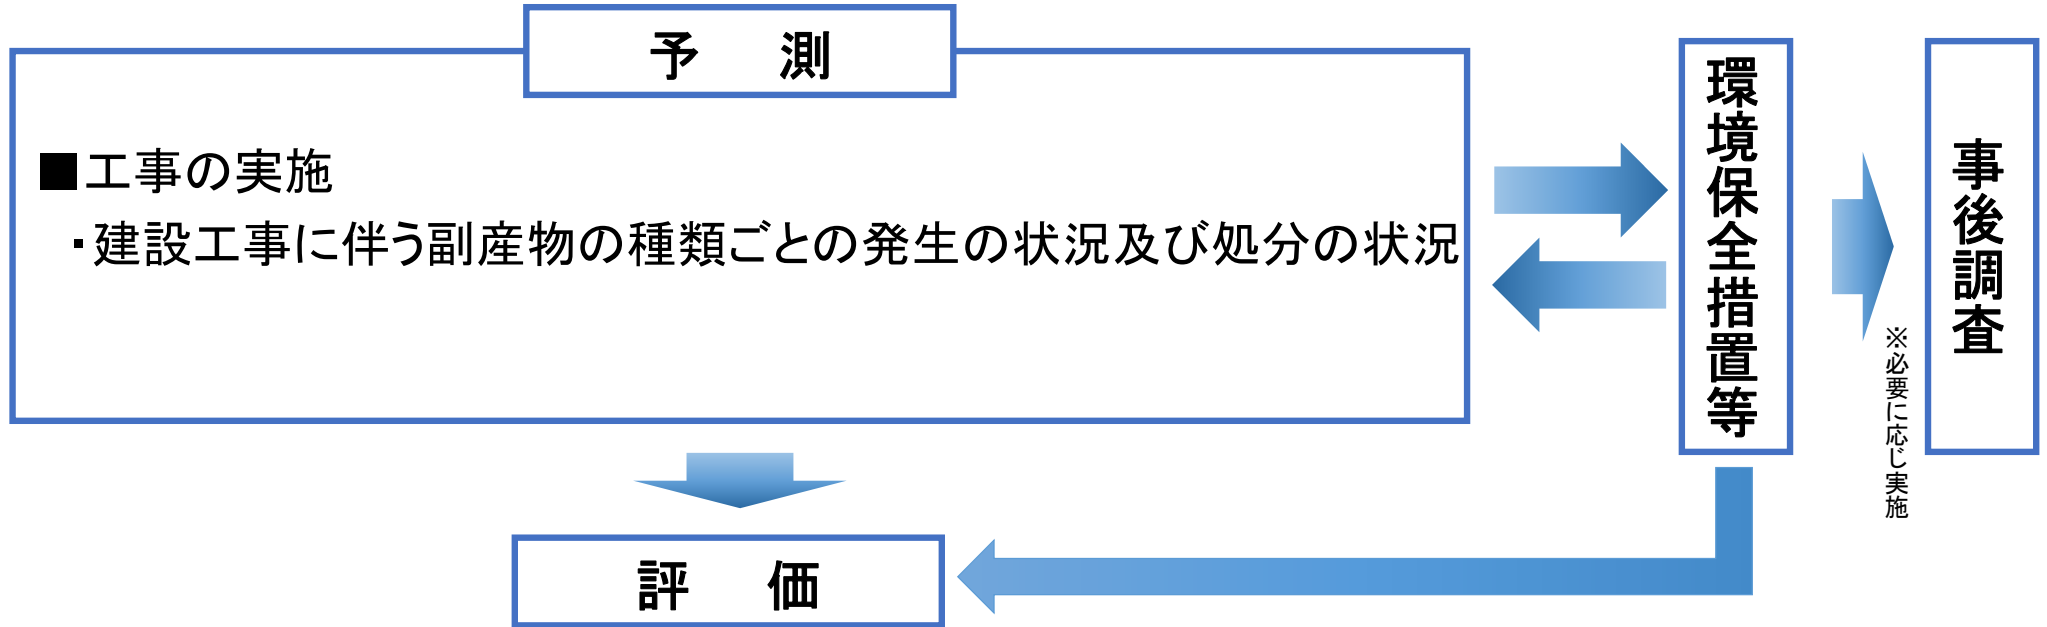 予　測
■工事の実施
・建設工事に伴う副産物の種類ごとの発生の状況及び処分の状況
環境保全措置等
※必要に応じ実施
事後調査
評　価